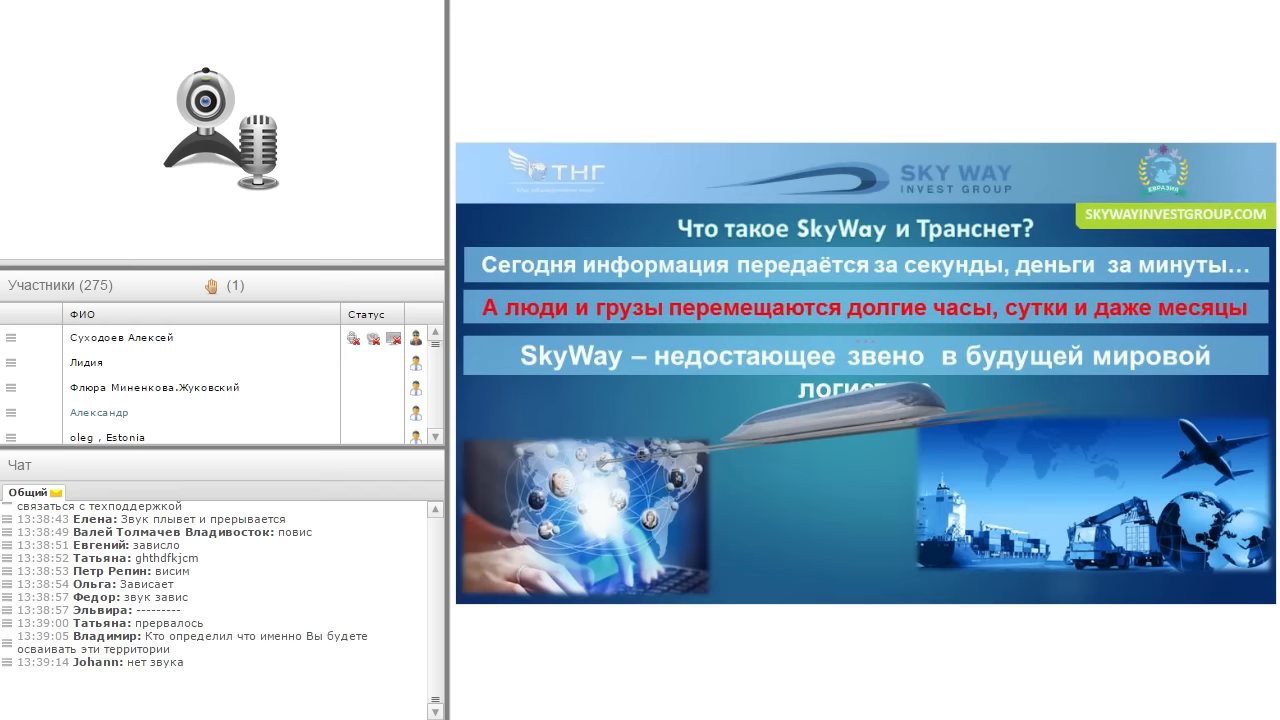 Участники (275)
(1)
ФИО
Статус
Суходоев Алексей
Лидия
Флюра Миненкова.Жуковский
Александр
oleg , Estonia
Чат
Общий
связаться с техподдержкой
13:38:43 Елена: Звук плывет и прерывается
13:38:49 Валей Толмачев Владивосток: повис
13:38:51 Евгений: зависло
13:38:52 Татьяна: ghthdfkjcm
13:38:53 Петр Репин: висим
13:38:54 Ольга: Зависает
13:38:57 Федор: звук завис
13:38:57 Эльвира: ---------
13:39:00 Татьяна: прервалось
13:39:05 Владимир: Кто определил что именно Вы будете
осваивать эти территории
13:39:14 Johann: нет звука
ТНГ
SKY WAY
INVEST GROUP
ЕВРАЗИЯ
SKYWAYINVESTGROUP.COM
Что такое SkyWay и Транснет?
Сегодня информация передаётся за секунды, деньги за минуты...
А люди и грузы перемещаются долгие часы, сутки и даже месяцы
SkyWay – недостающее звено в будущей мировой